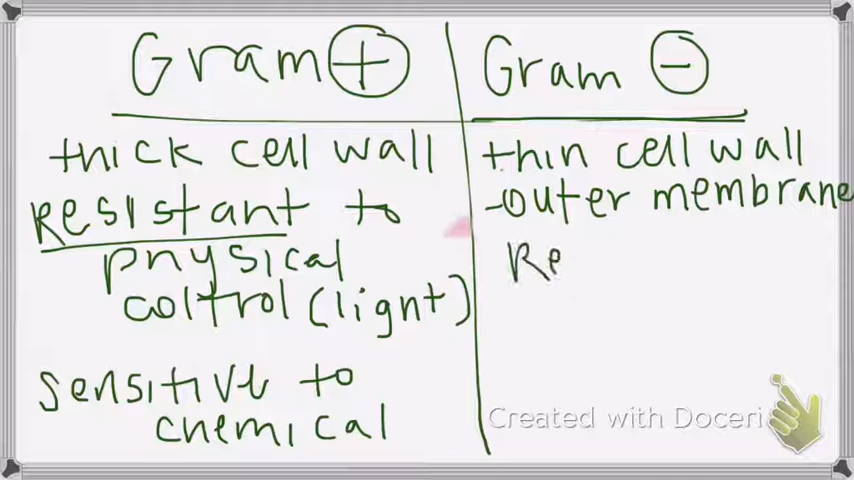 Gram +
thick cell wall
Resistant to
physical
coltrol (light)
sensitive to
chemical
Gram -
thin cell wall
-outer membrane
Re
Created with Doceri